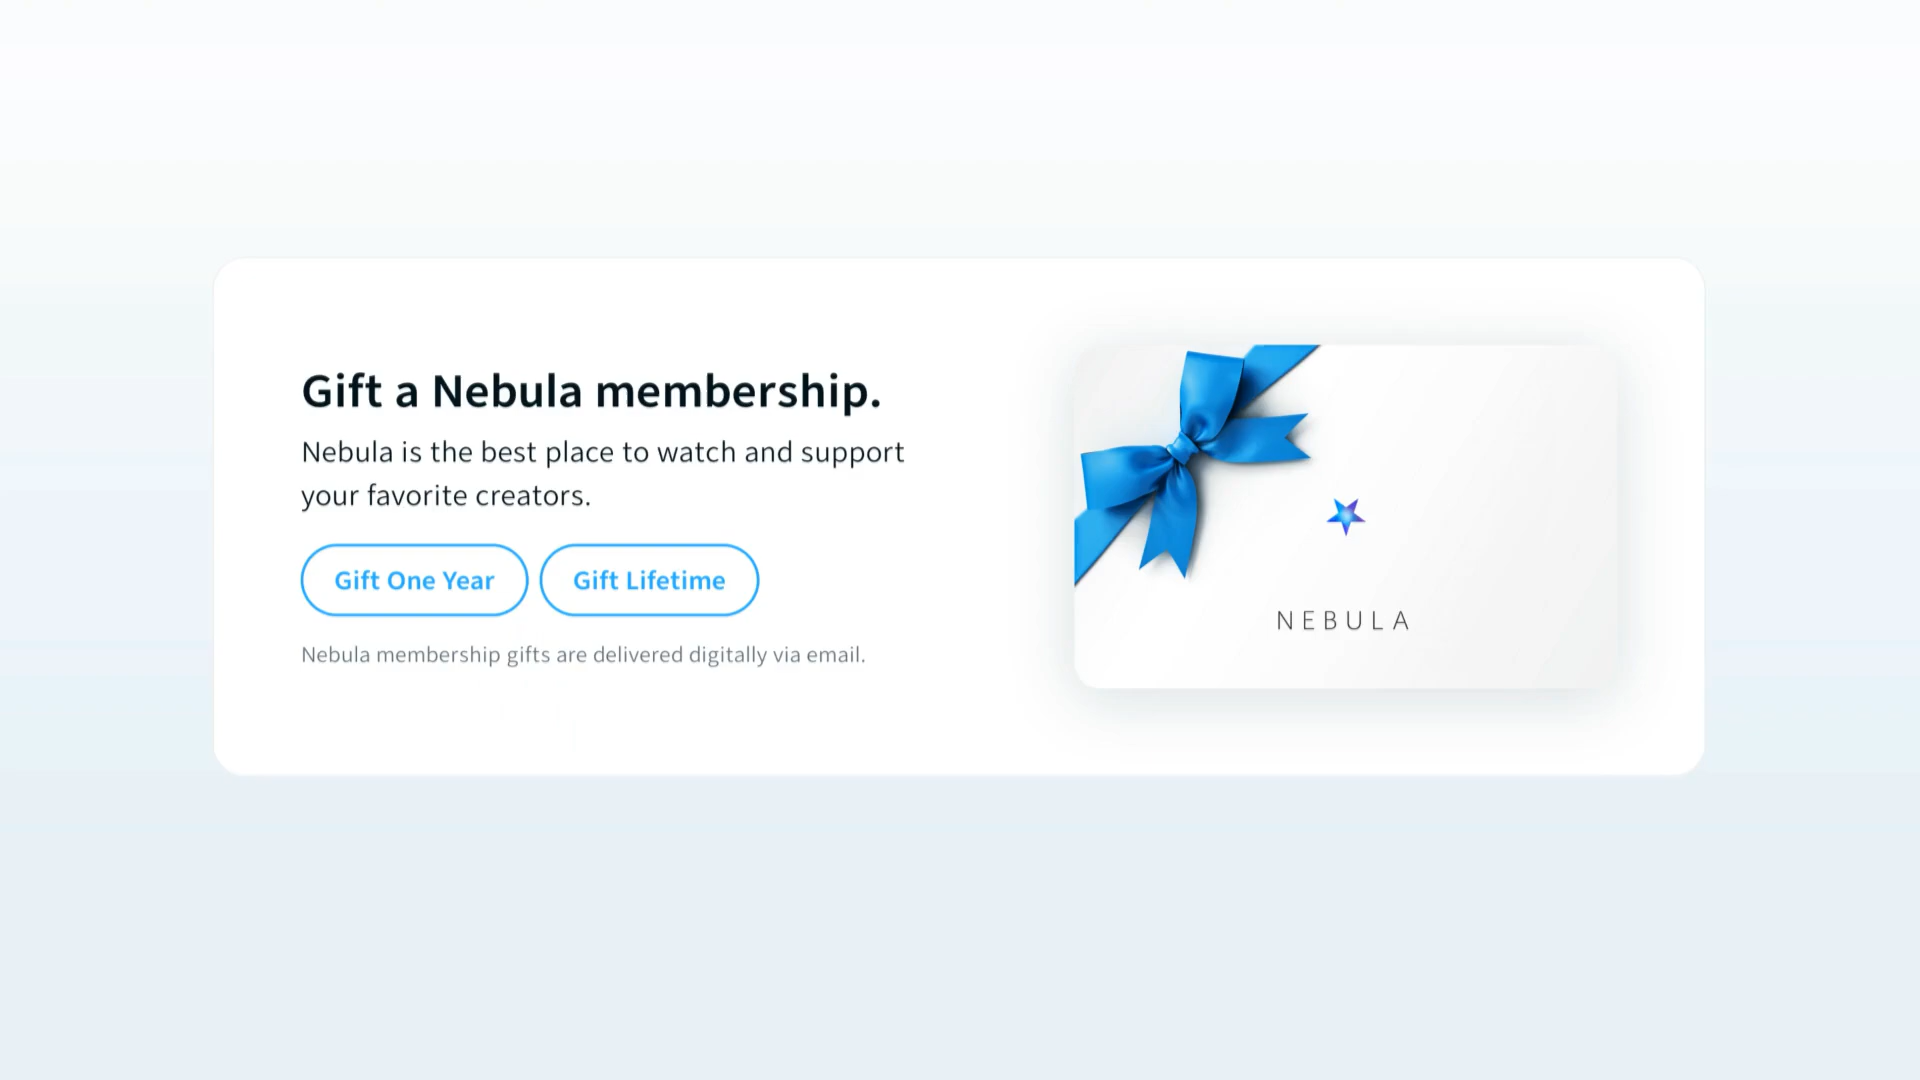 Gift a Nebula membership.
Nebula is the best place to watch and support
your favorite creators.
Gift One Year
Gift Lifetime
Nebula membership gifts are delivered digitally via email.
NEBULA